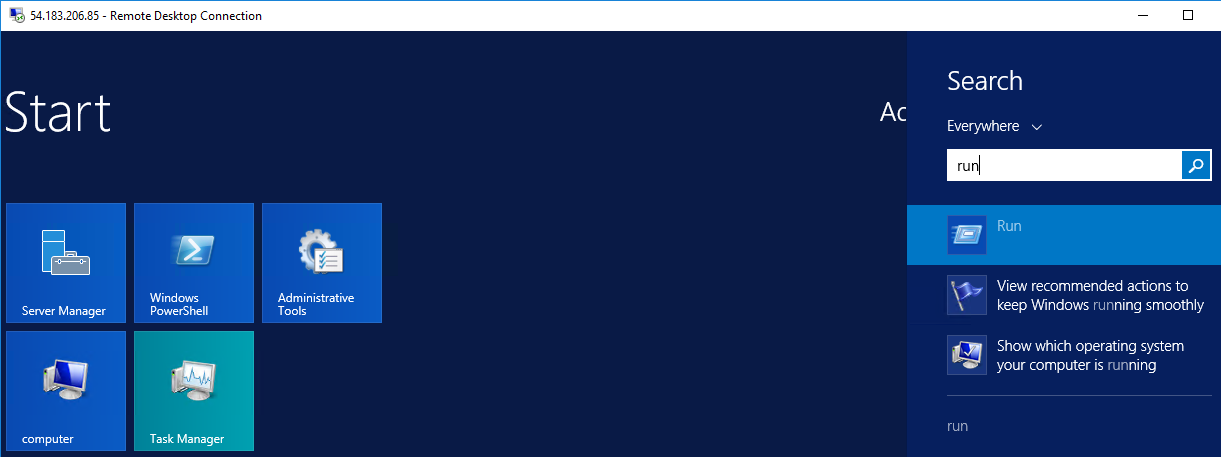 54.183.206.85 - Remote Desktop Connection
Start
Ac
Search
Everywhere
run
Server Manager
Windows
PowerShell
Administrative
Tools
computer
Task Manager
Run
View recommended actions to
keep Windows running smoothly
Show which operating system
your computer is running
run